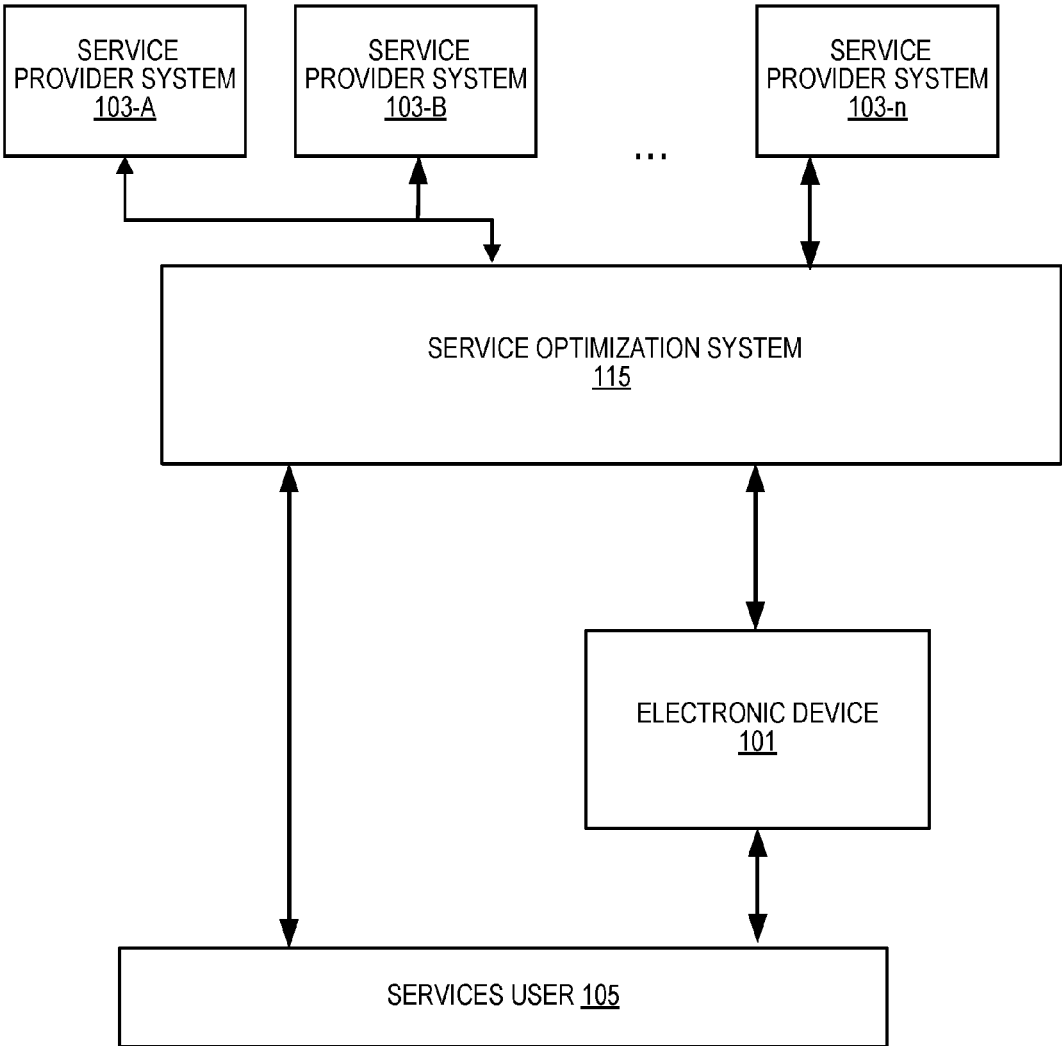 SERVICE
PROVIDER SYSTEM
103-A
SERVICE
PROVIDER SYSTEM
103-B
...
SERVICE
PROVIDER SYSTEM
103-n
SERVICE OPTIMIZATION SYSTEM
115
ELECTRONIC DEVICE
101
SERVICES USER 105